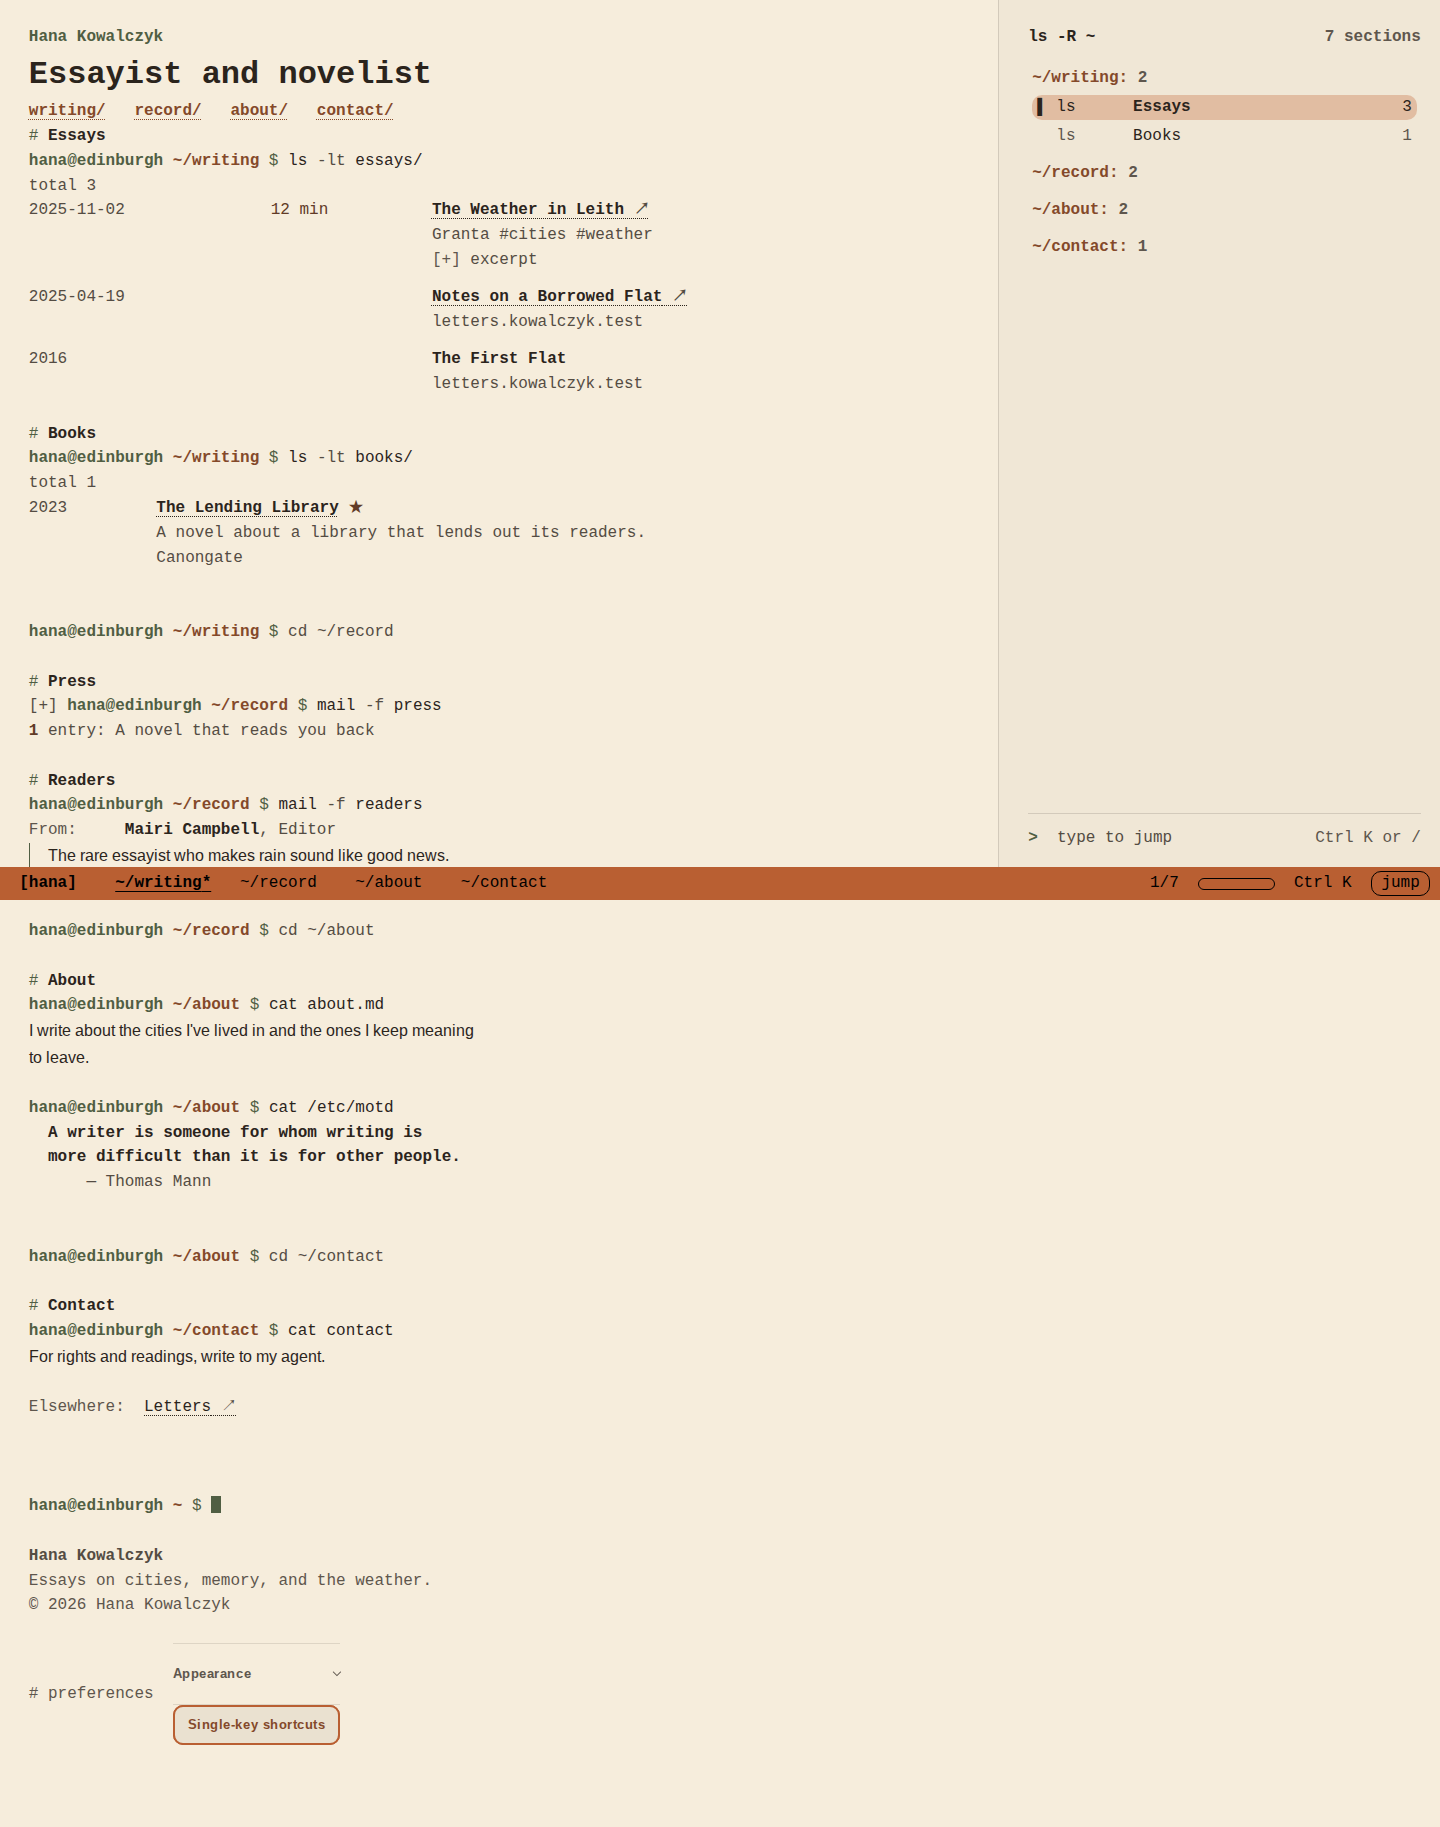 Hana Kowalczyk
Essayist and novelist
writing/ record/ about/ contact/
# Essays
hana@edinburgh ~/writing $ ls -lt essays/
total 3
2025-11-02 12 min The Weather in Leith ↗
Granta #cities #weather
[+] excerpt
2025-04-19 Notes on a Borrowed Flat ↗
letters.kowalczyk.test
2016 The First Flat
letters.kowalczyk.test
# Books
hana@edinburgh ~/writing $ ls -lt books/
total 1
2023 The Lending Library ★
A novel about a library that lends out its readers.
Canongate
hana@edinburgh ~/writing $ cd ~/record
# Press
[+] hana@edinburgh ~/record $ mail -f press
1 entry: A novel that reads you back
# Readers
hana@edinburgh ~/record $ mail -f readers
From: Mairi Campbell, Editor
The rare essayist who makes rain sound like good news.
ls -R ~ 7 sections
~/writing: 2
ls Essays 3
ls Books 1
~/record: 2
~/about: 2
~/contact: 1
> type to jump Ctrl K or /
[hana] ~/writing* ~/record ~/about ~/contact 1/7 Ctrl K jump
hana@edinburgh ~/record $ cd ~/about
# About
hana@edinburgh ~/about $ cat about.md
I write about the cities I've lived in and the ones I keep meaning
to leave.
hana@edinburgh ~/about $ cat /etc/motd
A writer is someone for whom writing is
more difficult than it is for other people.
— Thomas Mann
hana@edinburgh ~/about $ cd ~/contact
# Contact
hana@edinburgh ~/contact $ cat contact
For rights and readings, write to my agent.
Elsewhere: Letters ↗
hana@edinburgh ~ $
Hana Kowalczyk
Essays on cities, memory, and the weather.
© 2026 Hana Kowalczyk
# preferences
Appearance
Single-key shortcuts